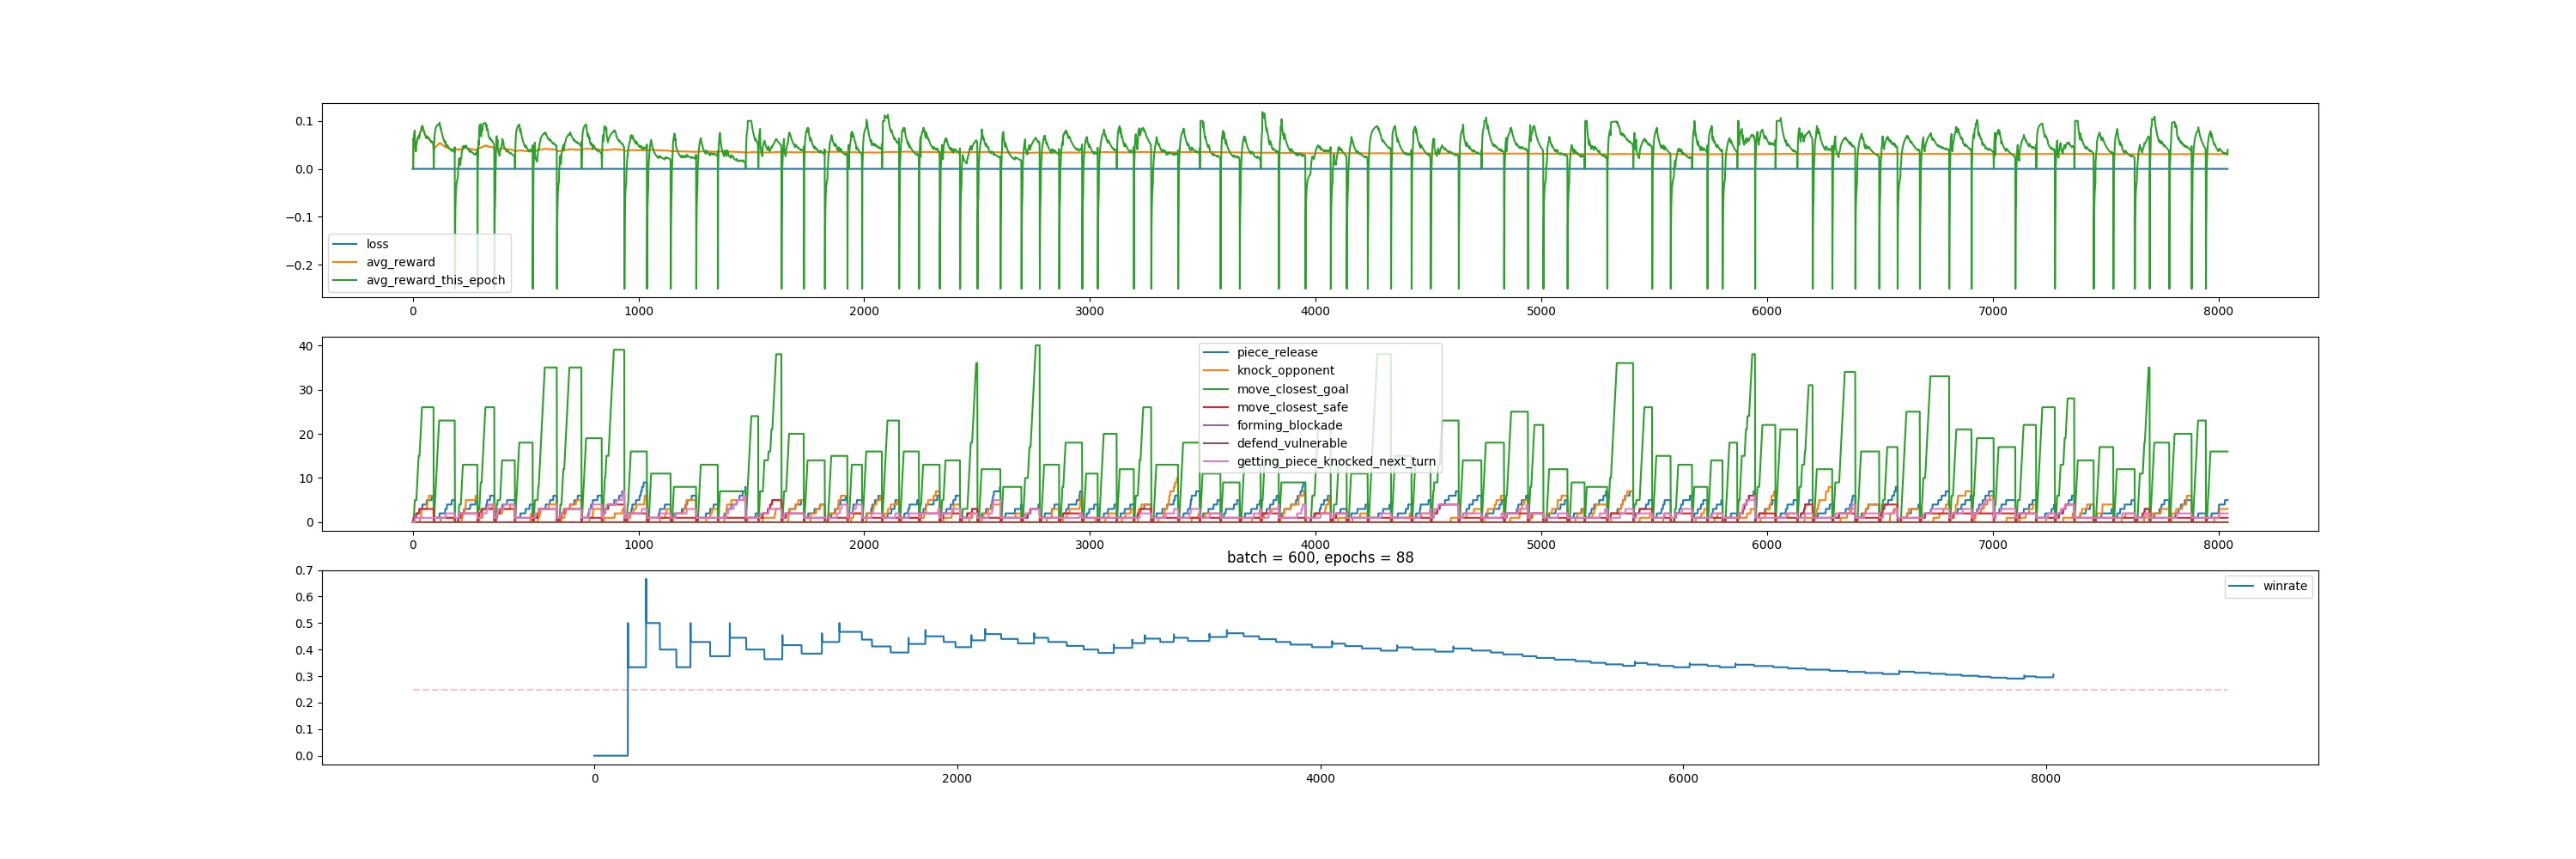 0.1
0.0
−0.1
−0.2
loss
avg_reward
avg_reward_this_epoch
0 1000 2000 3000 4000 5000 6000 7000 8000
40
30
20
10
0
piece_release
knock_opponent
move_closest_goal
move_closest_safe
forming_blockade
defend_vulnerable
getting_piece_knocked_next_turn
0 1000 2000 3000 4000 5000 6000 7000 8000
batch = 600, epochs = 88
0.7
0.6
0.5
0.4
0.3
0.2
0.1
0.0
winrate
0 2000 4000 6000 8000